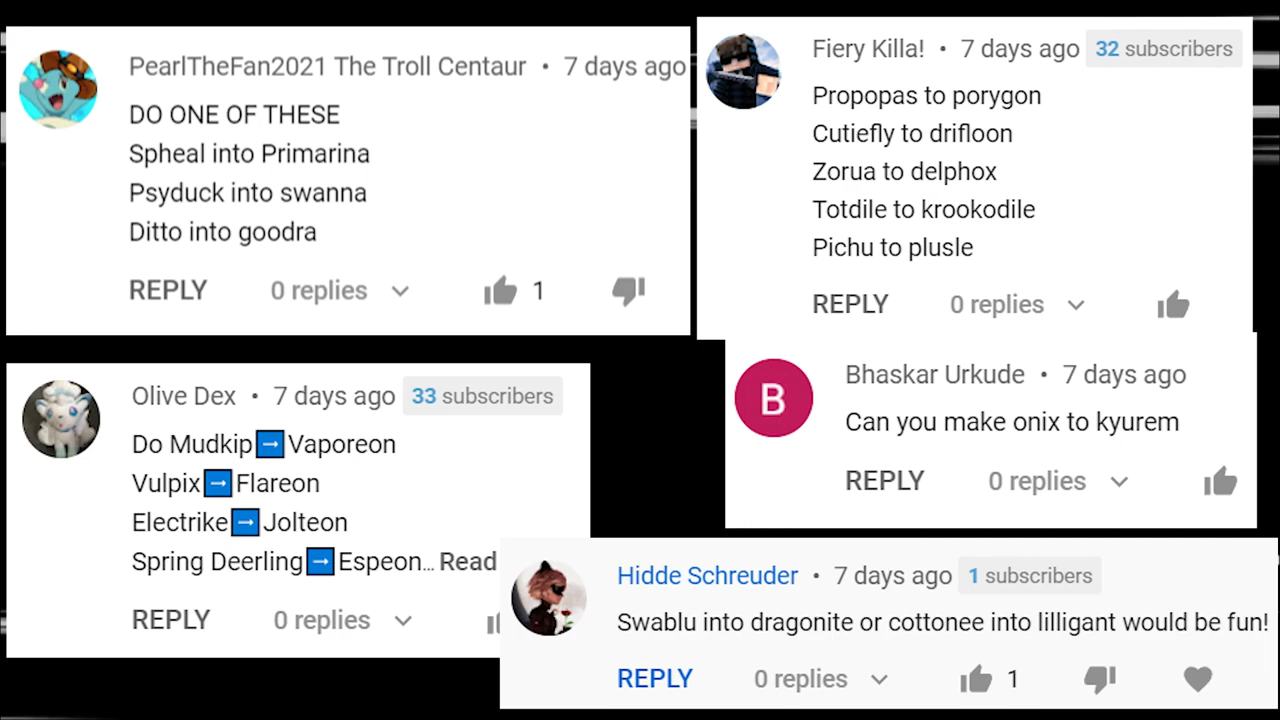 PearlTheFan2021 The Troll Centaur • 7 days ago
DO ONE OF THESE
Spheal into Primarina
Psyduck into swanna
Ditto into goodra
REPLY 0 replies 1
Fiery Killa! • 7 days ago 32 subscribers
Propopas to porygon
Cutiefly to drifloon
Zorua to delphox
Totdile to krookodile
Pichu to plusle
REPLY 0 replies
Olive Dex • 7 days ago 33 subscribers
Do Mudkip➡Vaporeon
Vulpix➡Flareon
Electrike➡Jolteon
Spring Deerling➡Espeon... Read
REPLY 0 replies
B
Bhaskar Urkude • 7 days ago
Can you make onix to kyurem
REPLY 0 replies
Hidde Schreuder • 7 days ago 1 subscribers
Swablu into dragonite or cottonee into lilligant would be fun!
REPLY 0 replies 1